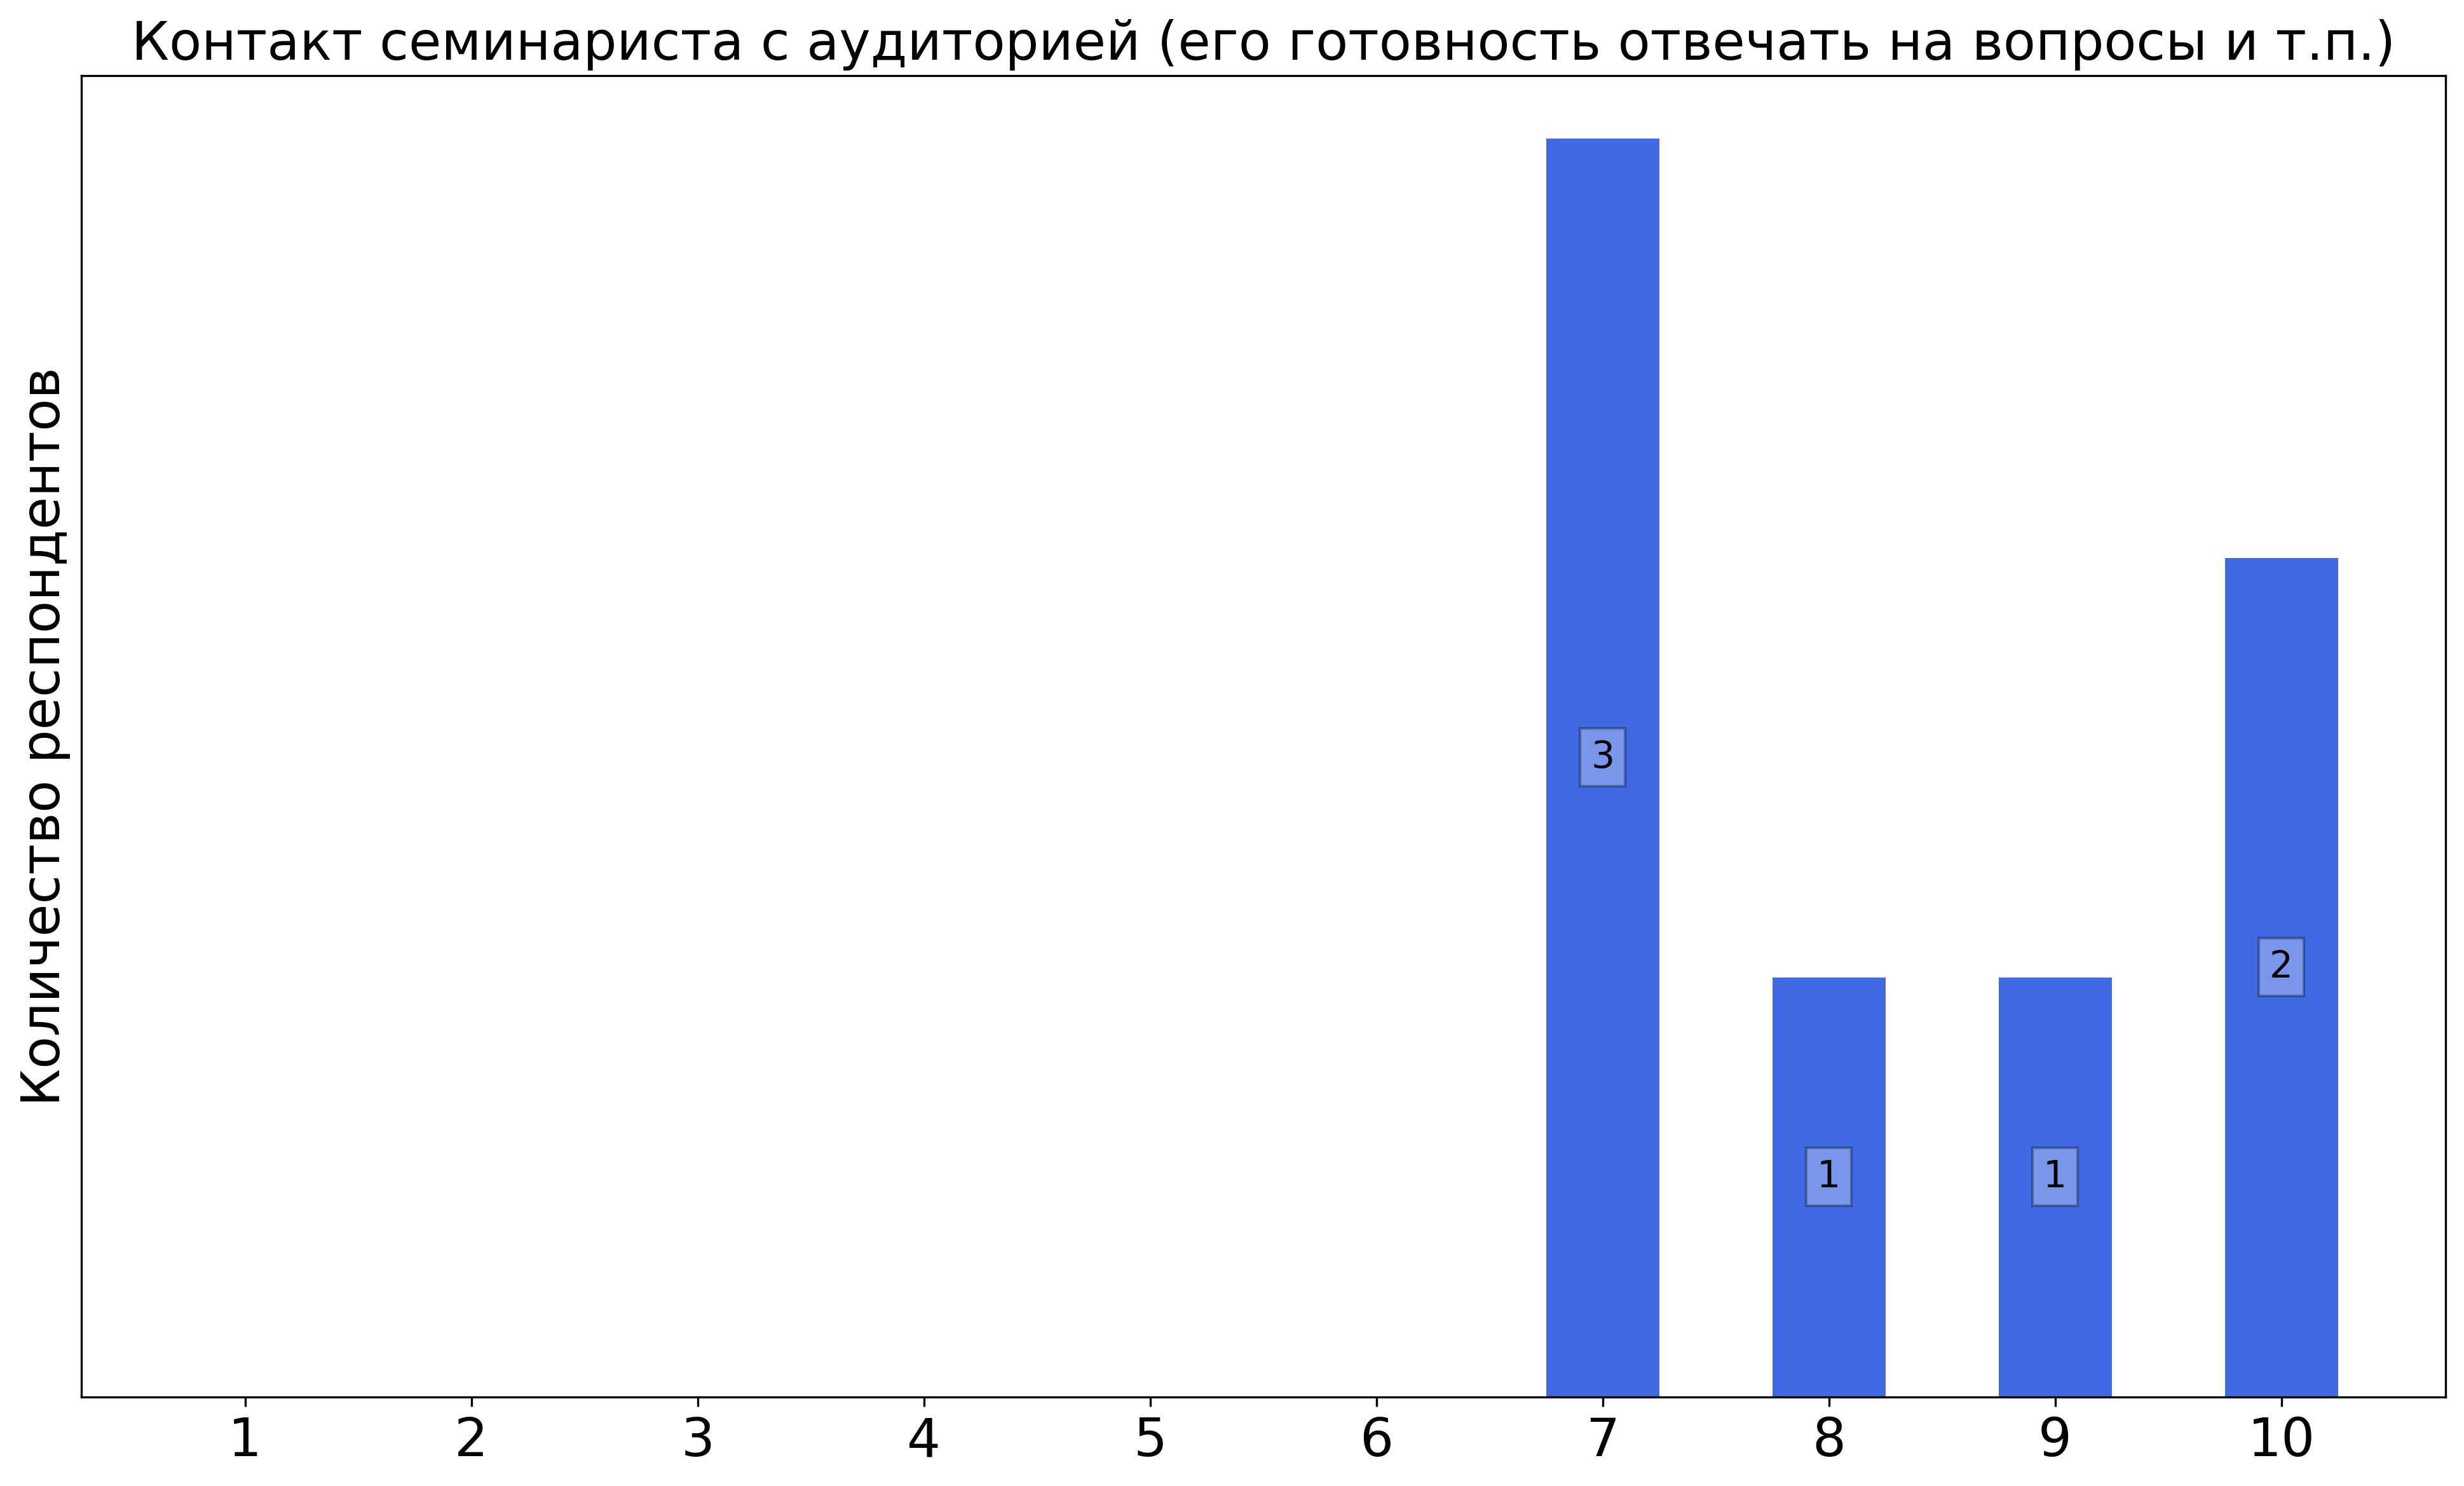 Контакт семинариста с аудиторией (его готовность отвечать на вопросы и т.п.)
Количество респондентов
3
1
1
2
1 2 3 4 5 6 7 8 9 10